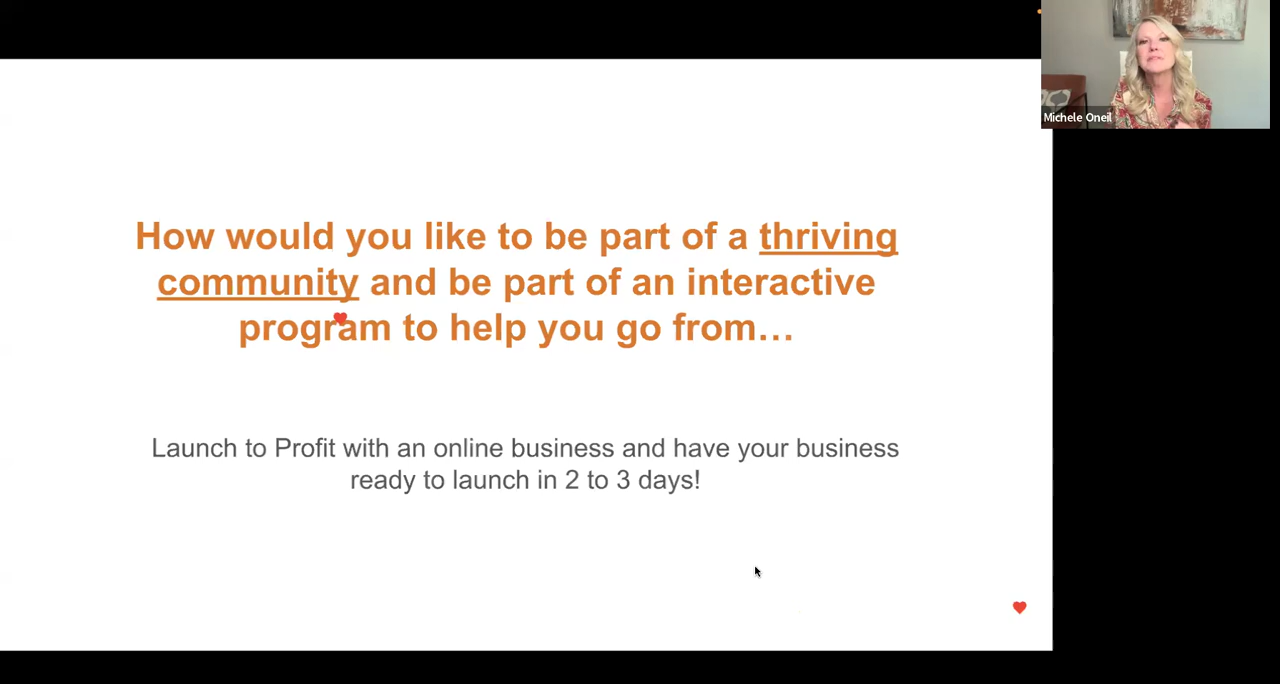 Michele Oneil
How would you like to be part of a thriving
community and be part of an interactive
program to help you go from…
Launch to Profit with an online business and have your business
ready to launch in 2 to 3 days!